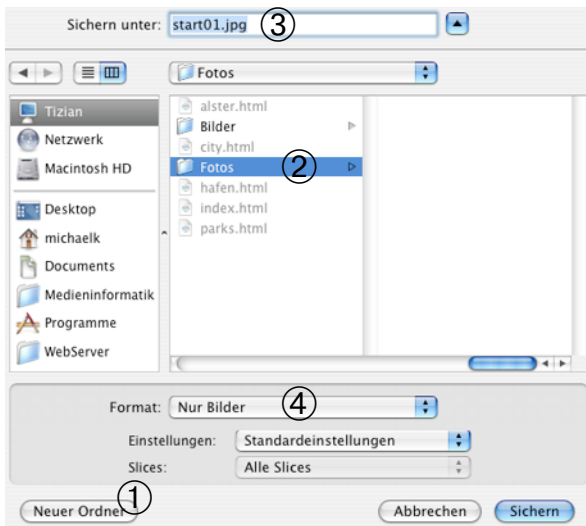 Sichern unter: start01.jpg ③
Fotos
Tizian
Netzwerk
Macintosh HD
Desktop
michaelk
Documents
Medieninformatik
Programme
WebServer
alster.html
Bilder
city.html
Fotos ②
hafen.html
index.html
parks.html
Format: Nur Bilder ④
Einstellungen: Standardeinstellungen
Slices: Alle Slices
①
Neuer Ordner Abbrechen Sichern